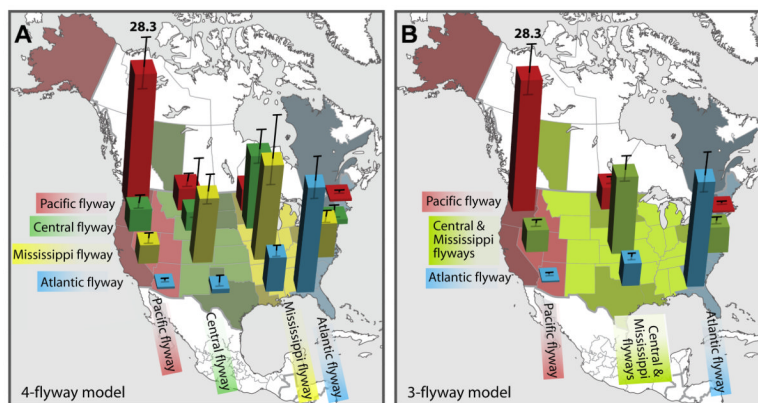 A
28.3
Pacific flyway
Central flyway
Mississippi flyway
Atlantic flyway
Pacific flyway
Central flyway
Mississippi flyway
Atlantic flyway
4-flyway model
B
28.3
Pacific flyway
Central &
Mississippi
flyways
Atlantic flyway
Pacific flyway
Central &
Mississippi
flyways
Atlantic flyway
3-flyway model